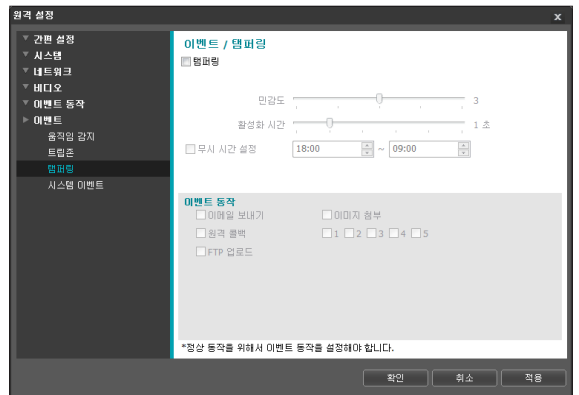 원격 설정
x
간편 설정
시스템
네트워크
비디오
이벤트 동작
이벤트
움직임 감지
트립존
탬퍼링
시스템 이벤트
이벤트 / 탬퍼링
탬퍼링
민감도 3
활성화 시간 1 초
무시 시간 설정 18:00 ~ 09:00
이벤트 동작
이메일 보내기 이미지 첨부
원격 콜백 1 2 3 4 5
FTP 업로드
*정상 동작를 위해서 이벤트 동작을 설정해야 합니다.
확인 취소 적용